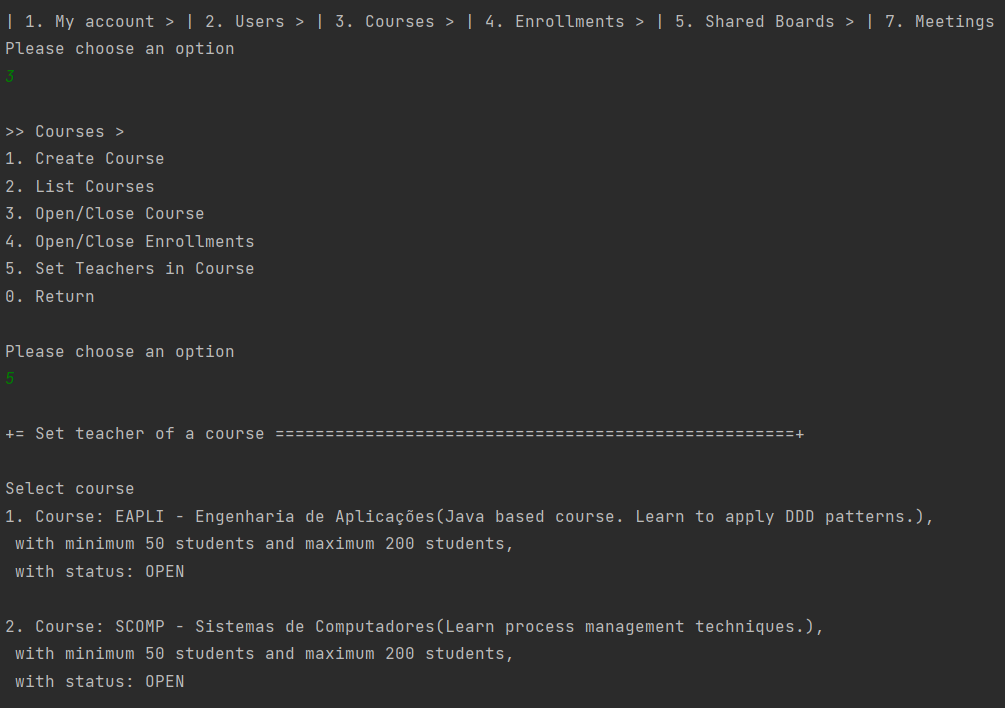 | 1. My account > | 2. Users > | 3. Courses > | 4. Enrollments > | 5. Shared Boards > | 7. Meetings
Please choose an option
3
>> Courses >
1. Create Course
2. List Courses
3. Open/Close Course
4. Open/Close Enrollments
5. Set Teachers in Course
0. Return
Please choose an option
5
+= Set teacher of a course ====================================================+
Select course
1. Course: EAPLI - Engenharia de Aplicações(Java based course. Learn to apply DDD patterns.),
with minimum 50 students and maximum 200 students,
with status: OPEN
2. Course: SCOMP - Sistemas de Computadores(Learn process management techniques.),
with minimum 50 students and maximum 200 students,
with status: OPEN